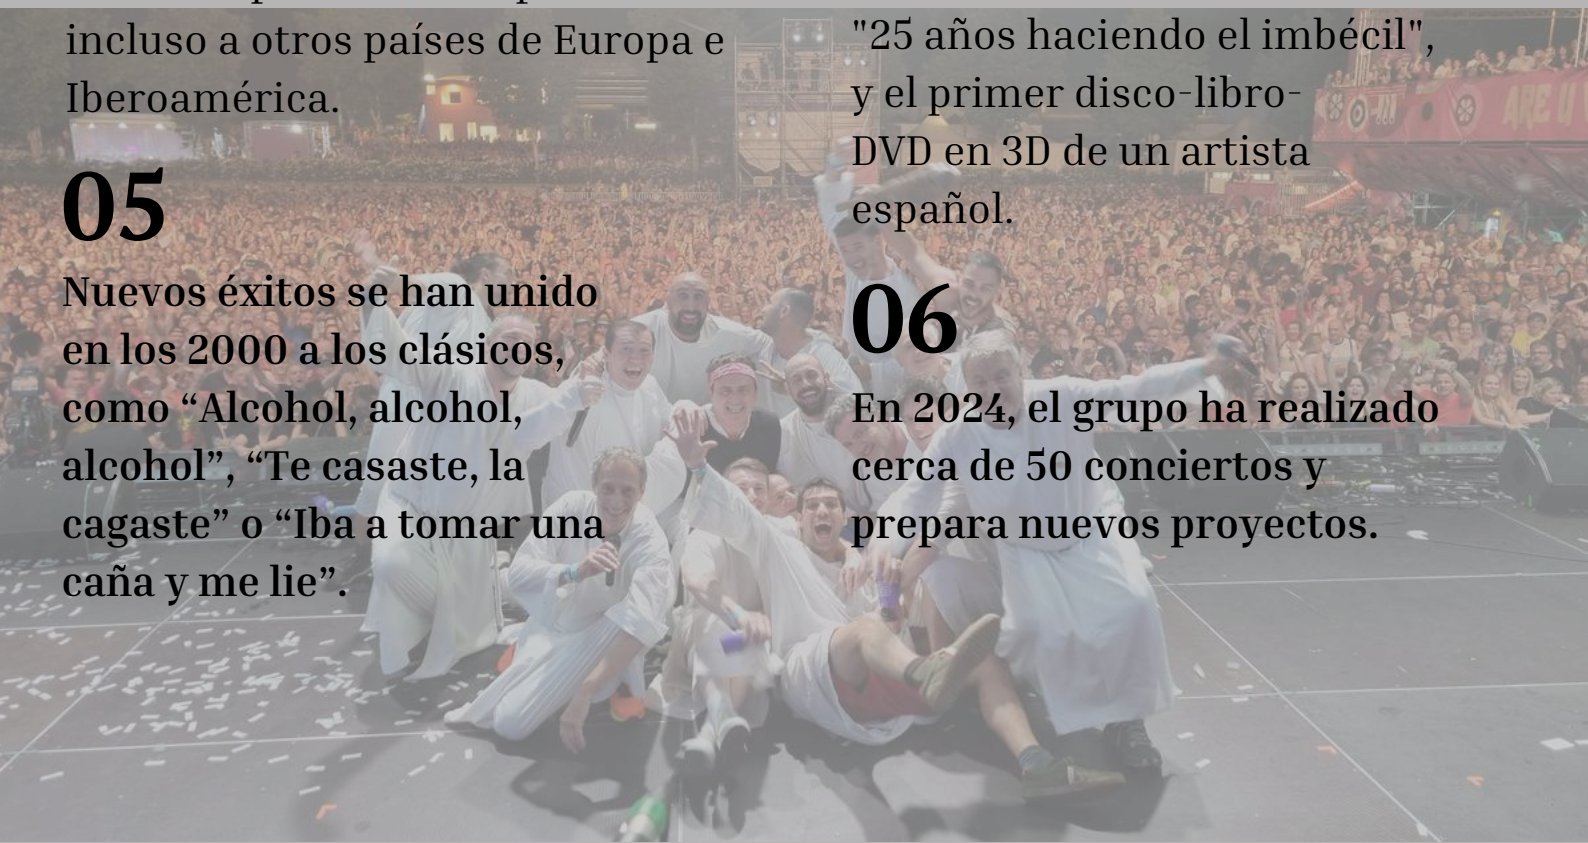 incluso a otros países de Europa e
Iberoamérica.
05
Nuevos éxitos se han unido
en los 2000 a los clásicos,
como “Alcohol, alcohol,
alcohol”, “Te casaste, la
cagaste” o “Iba a tomar una
caña y me lie”.
"25 años haciendo el imbécil",
y el primer disco-libro-
DVD en 3D de un artista
español.
06
En 2024, el grupo ha realizado
cerca de 50 conciertos y
prepara nuevos proyectos.
ARE U